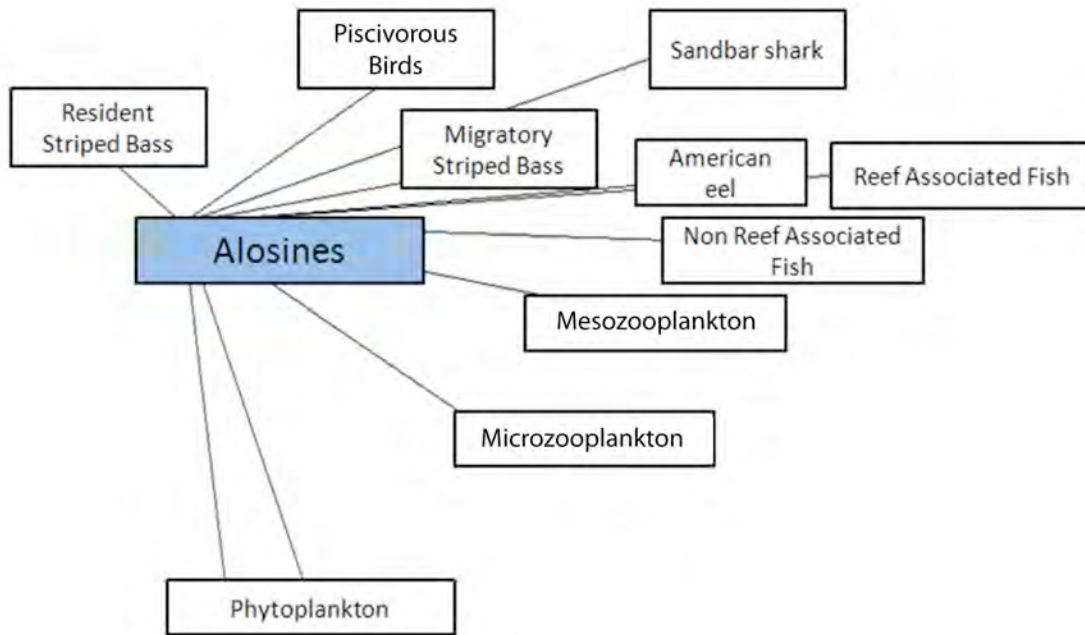 Piscivorous
Birds
Sandbar shark
Resident
Striped Bass
Migratory
Striped Bass
American
eel
Reef Associated Fish
Alosines
Non Reef Associated
Fish
Mesozooplankton
Microzooplankton
Phytoplankton